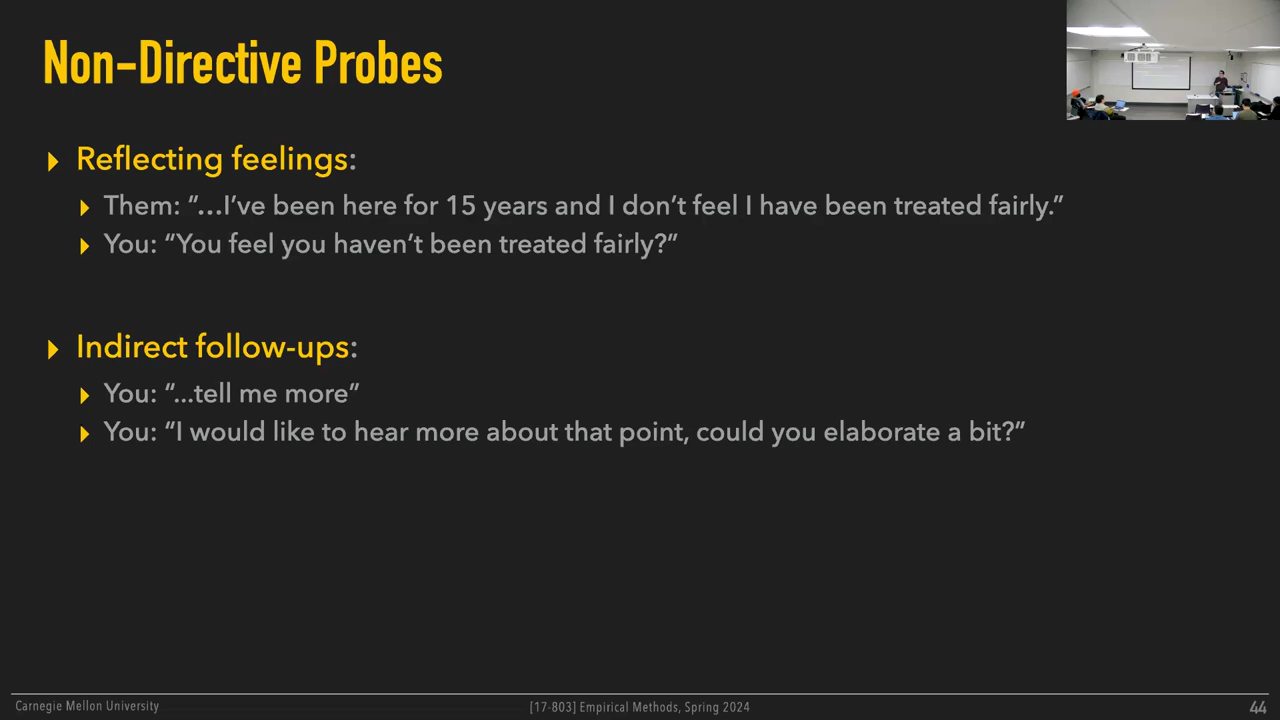 Non-Directive Probes
Reflecting feelings:
Them: “…I’ve been here for 15 years and I don’t feel I have been treated fairly.”
You: “You feel you haven’t been treated fairly?”
Indirect follow-ups:
You: “...tell me more”
You: “I would like to hear more about that point, could you elaborate a bit?”
Carnegie Mellon University
[17-803] Empirical Methods, Spring 2024
44